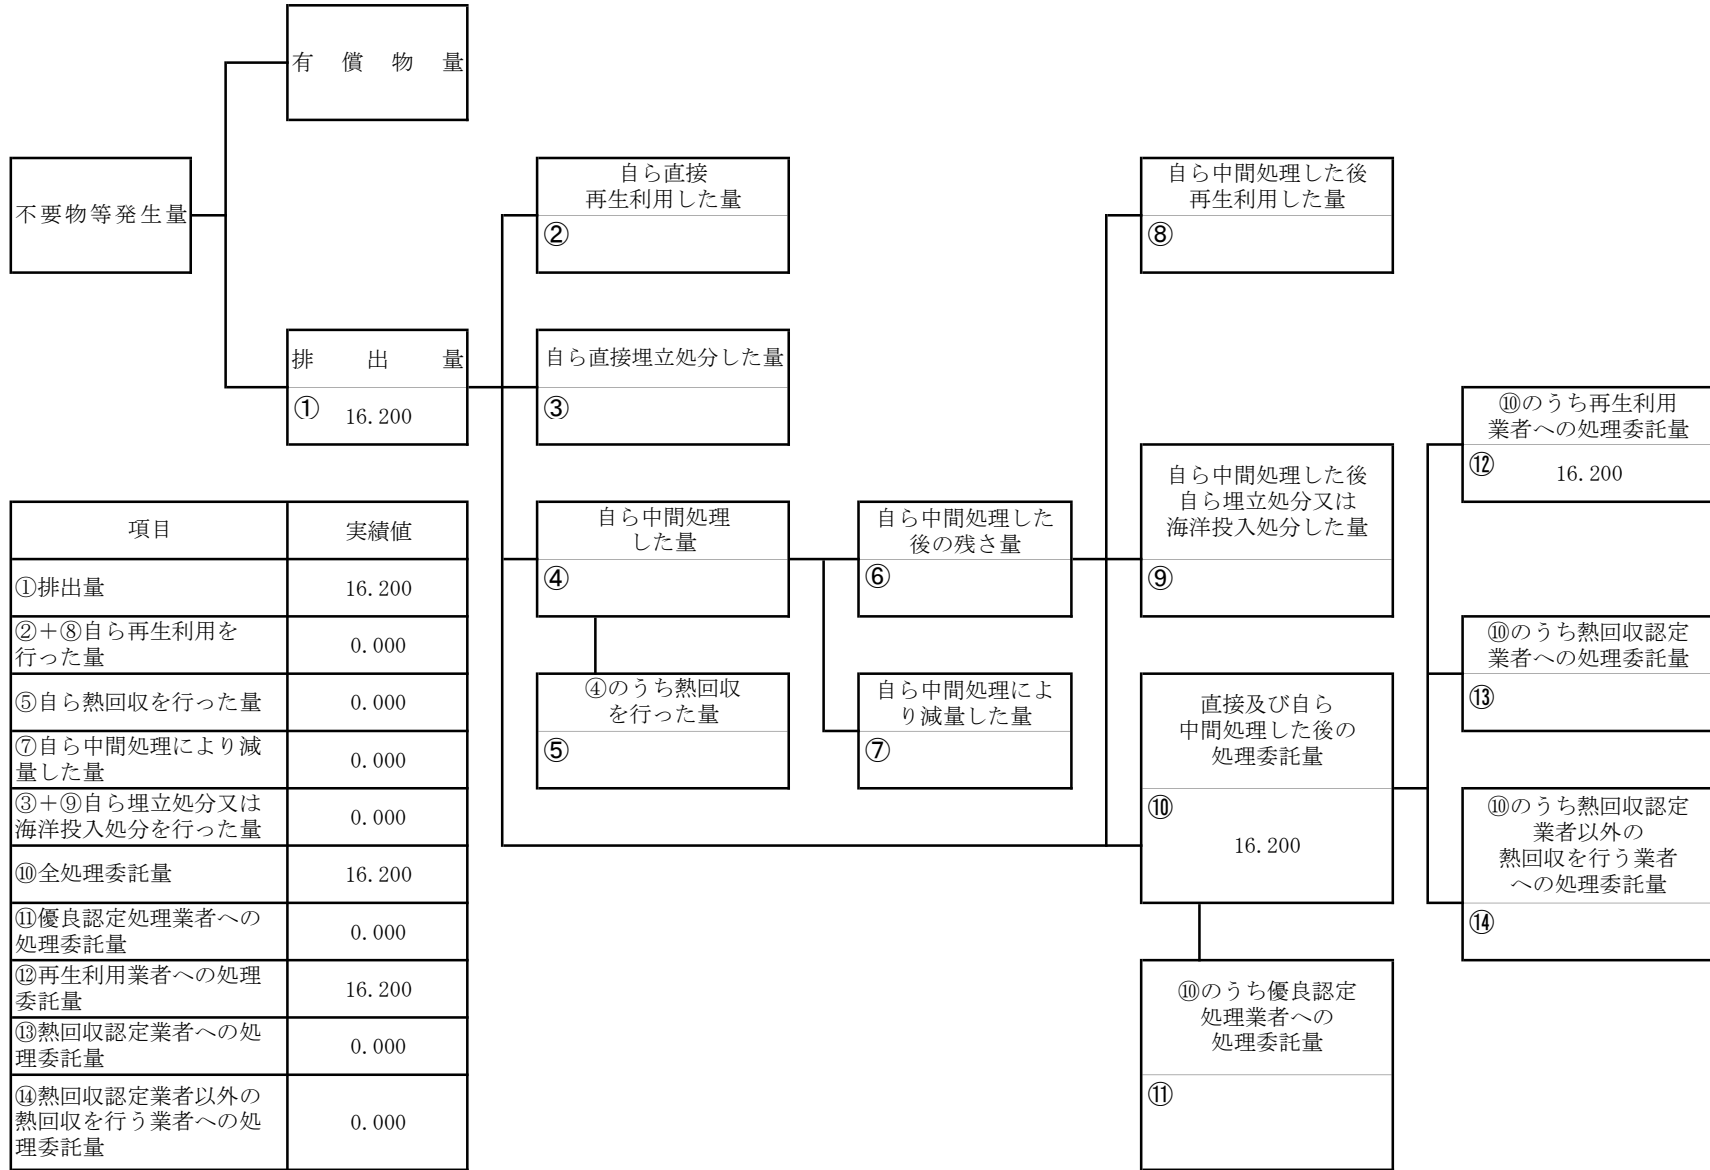 有償物量
不要物等発生量
排出量
① 16.200
自ら直接
再生利用した量
②
自ら直接埋立処分した量
③
自ら中間処理
した量
④
④のうち熱回収
を行った量
⑤
自ら中間処理した
後の残さ量
⑥
自ら中間処理によ
り減量した量
⑦
自ら中間処理した後
再生利用した量
⑧
自ら中間処理した後
自ら埋立処分又は
海洋投入処分した量
⑨
直接及び自ら
中間処理した後の
処理委託量
⑩
16.200
⑩のうち優良認定
処理業者への
処理委託量
⑪
⑩のうち再生利用
業者への処理委託量
⑫ 16.200
⑩のうち熱回収認定
業者への処理委託量
⑬
⑩のうち熱回収認定
業者以外の
熱回収を行う業者
への処理委託量
⑭
項目 実績値
①排出量 16.200
②＋⑧自ら再生利用を
行った量 0.000
⑤自ら熱回収を行った量 0.000
⑦自ら中間処理により減
量した量 0.000
③＋⑨自ら埋立処分又は
海洋投入処分を行った量 0.000
⑩全処理委託量 16.200
⑪優良認定処理業者への
処理委託量 0.000
⑫再生利用業者への処理
委託量 16.200
⑬熱回収認定業者への処
理委託量 0.000
⑭熱回収認定業者以外の
熱回収を行う業者への処
理委託量 0.000